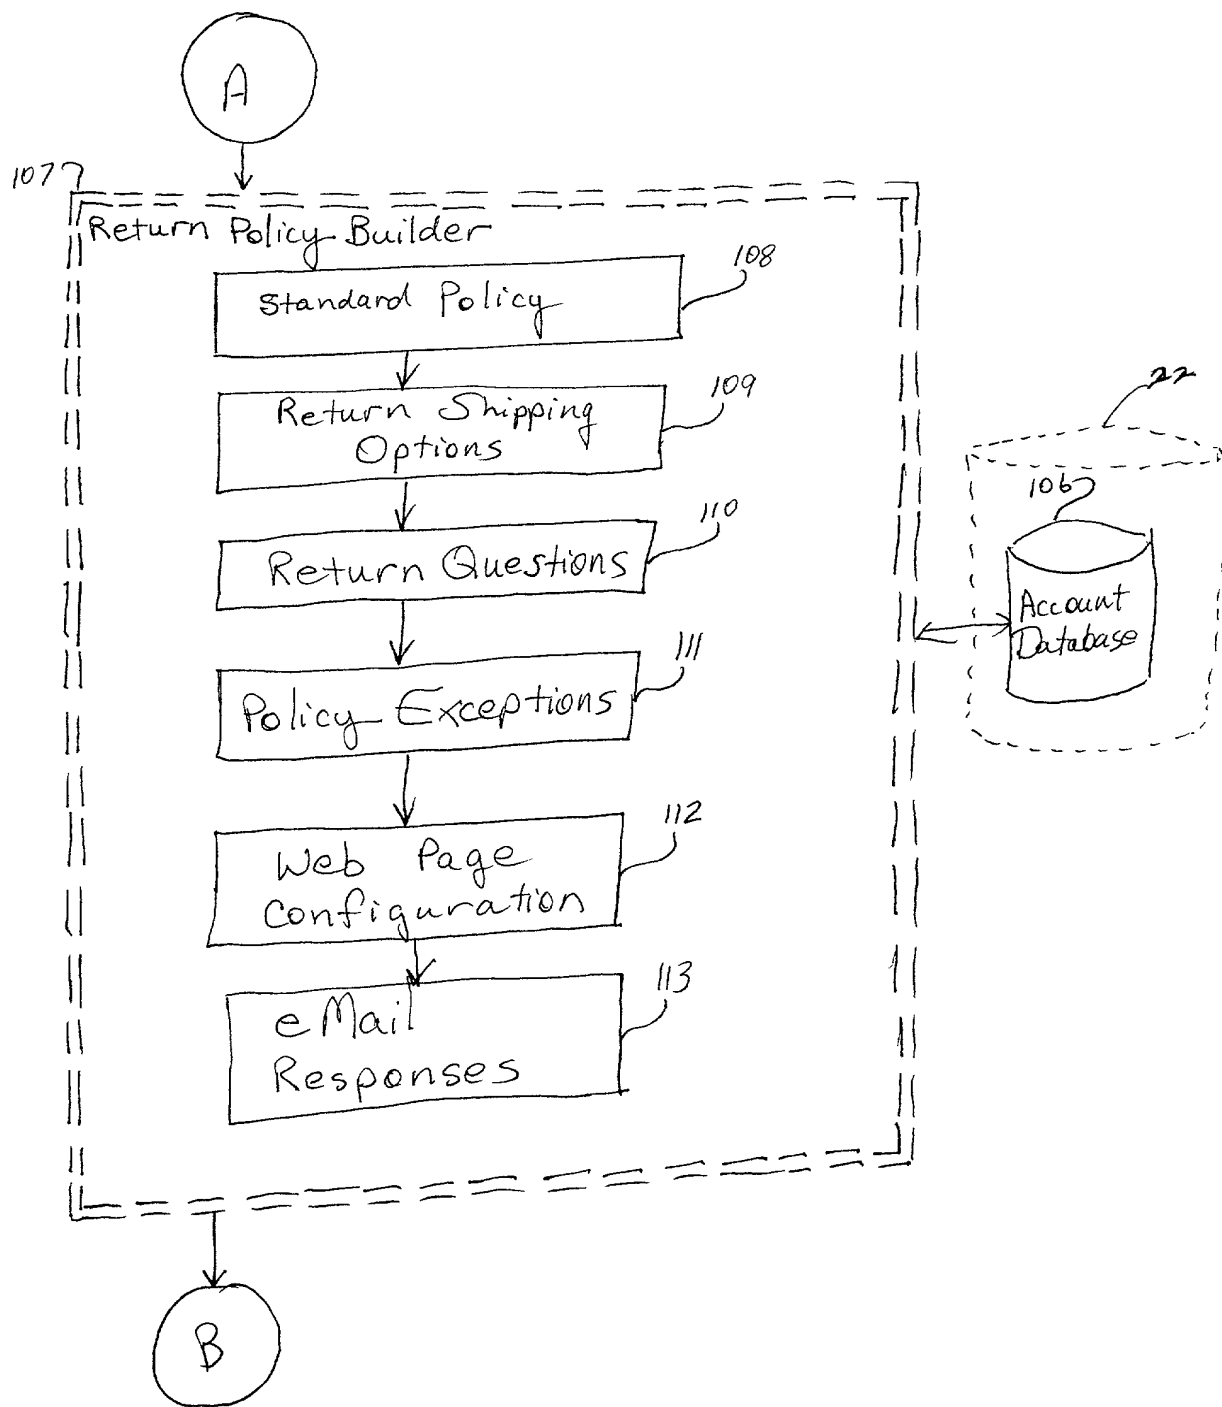 A
107
Return Policy Builder
108
Standard Policy
109
Return Shipping
Options
22
106
110
Return Questions
Account
Database
111
Policy Exceptions
112
Web Page
Configuration
113
eMail
Responses
B